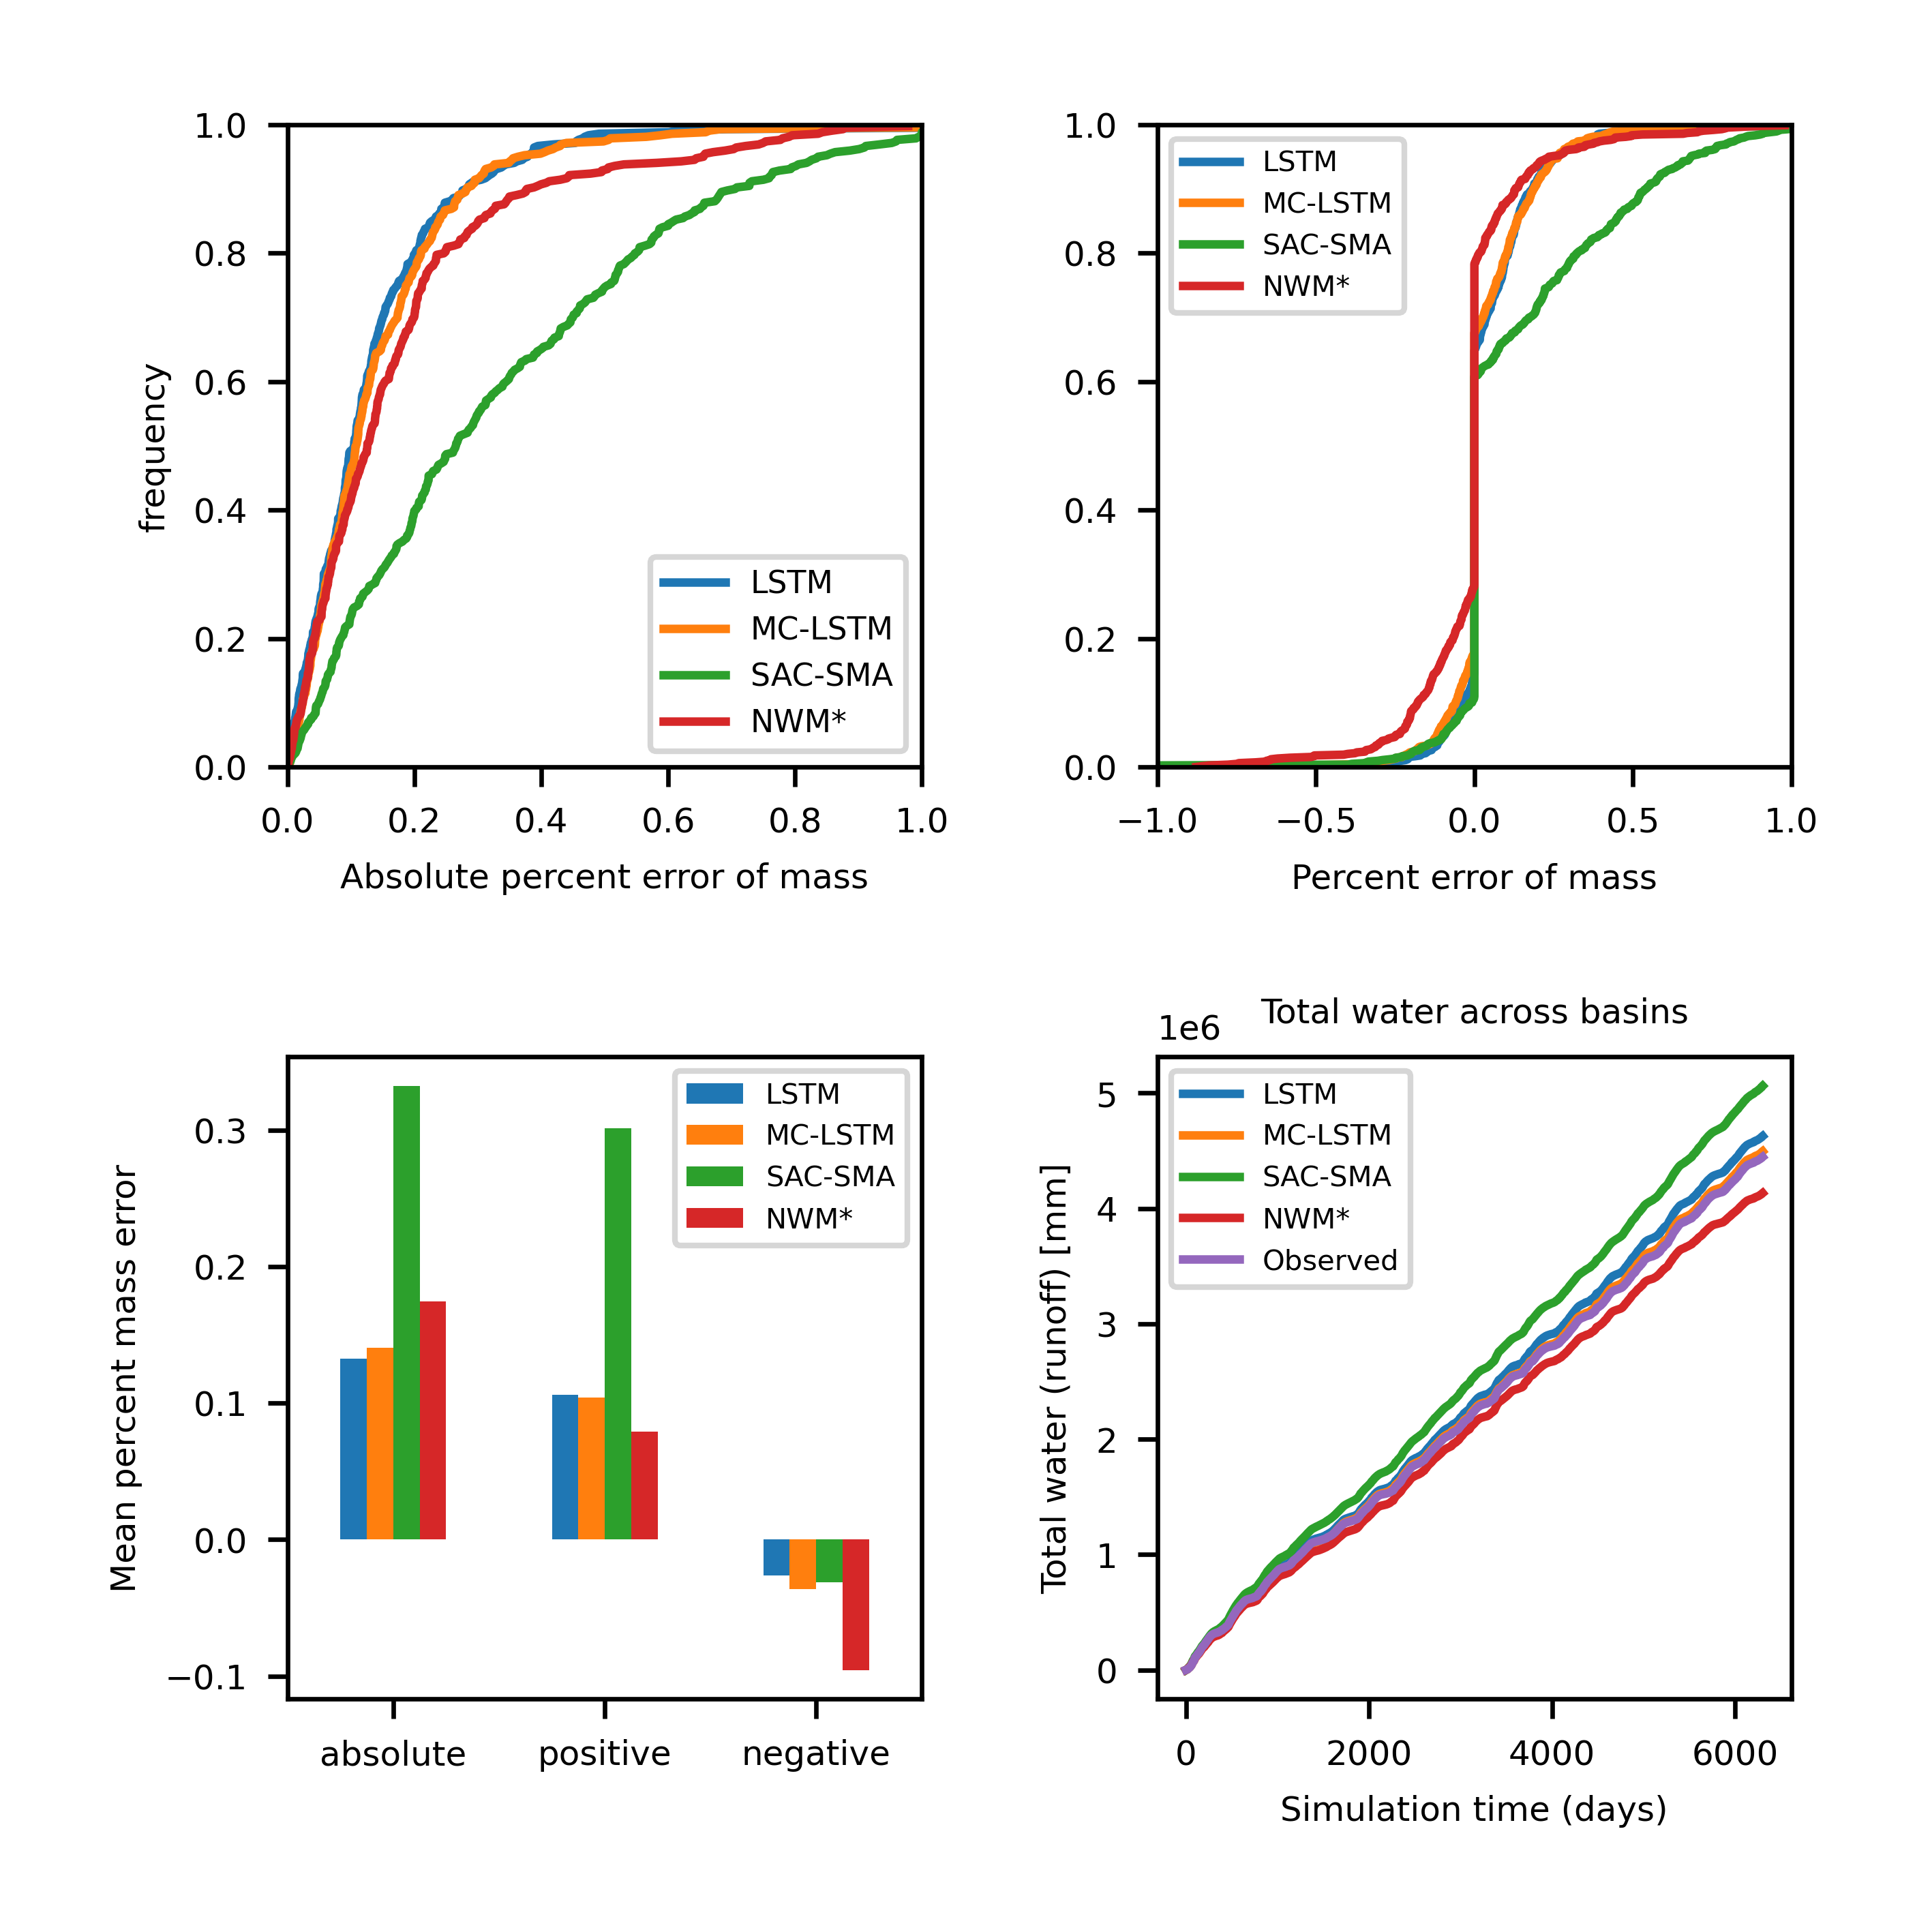 1.0
0.8
0.6
0.4
0.2
0.0
frequency
0.0 0.2 0.4 0.6 0.8 1.0
Absolute percent error of mass
LSTM
MC-LSTM
SAC-SMA
NWM*
1.0
0.8
0.6
0.4
0.2
0.0
−1.0 −0.5 0.0 0.5 1.0
Percent error of mass
LSTM
MC-LSTM
SAC-SMA
NWM*
0.3
0.2
0.1
0.0
−0.1
Mean percent mass error
absolute positive negative
LSTM
MC-LSTM
SAC-SMA
NWM*
Total water across basins
1e6
5
4
3
2
1
0
Total water (runoff) [mm]
0 2000 4000 6000
Simulation time (days)
LSTM
MC-LSTM
SAC-SMA
NWM*
Observed